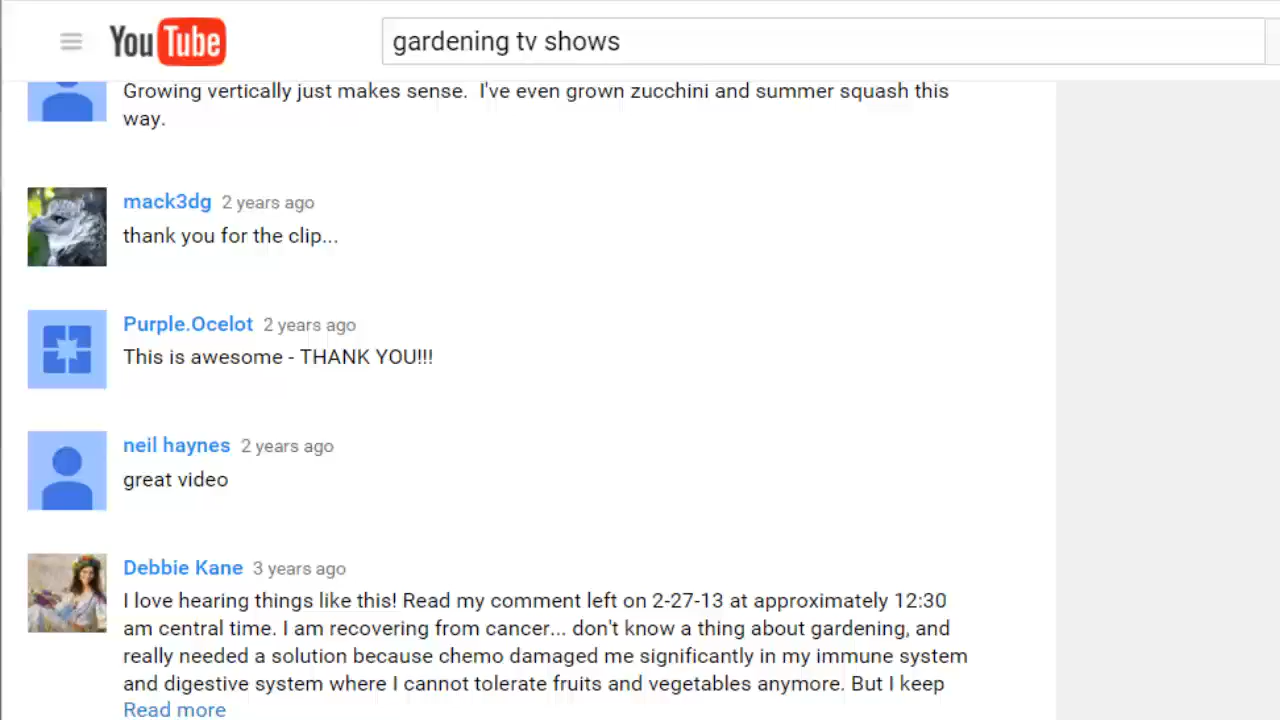 YouTube
gardening tv shows
Growing vertically just makes sense.  I've even grown zucchini and summer squash this
way.
mack3dg 2 years ago
thank you for the clip...
Purple.Ocelot 2 years ago
This is awesome - THANK YOU!!!
neil haynes 2 years ago
great video
Debbie Kane 3 years ago
I love hearing things like this! Read my comment left on 2-27-13 at approximately 12:30
am central time. I am recovering from cancer... don't know a thing about gardening, and
really needed a solution because chemo damaged me significantly in my immune system
and digestive system where I cannot tolerate fruits and vegetables anymore. But I keep
Read more